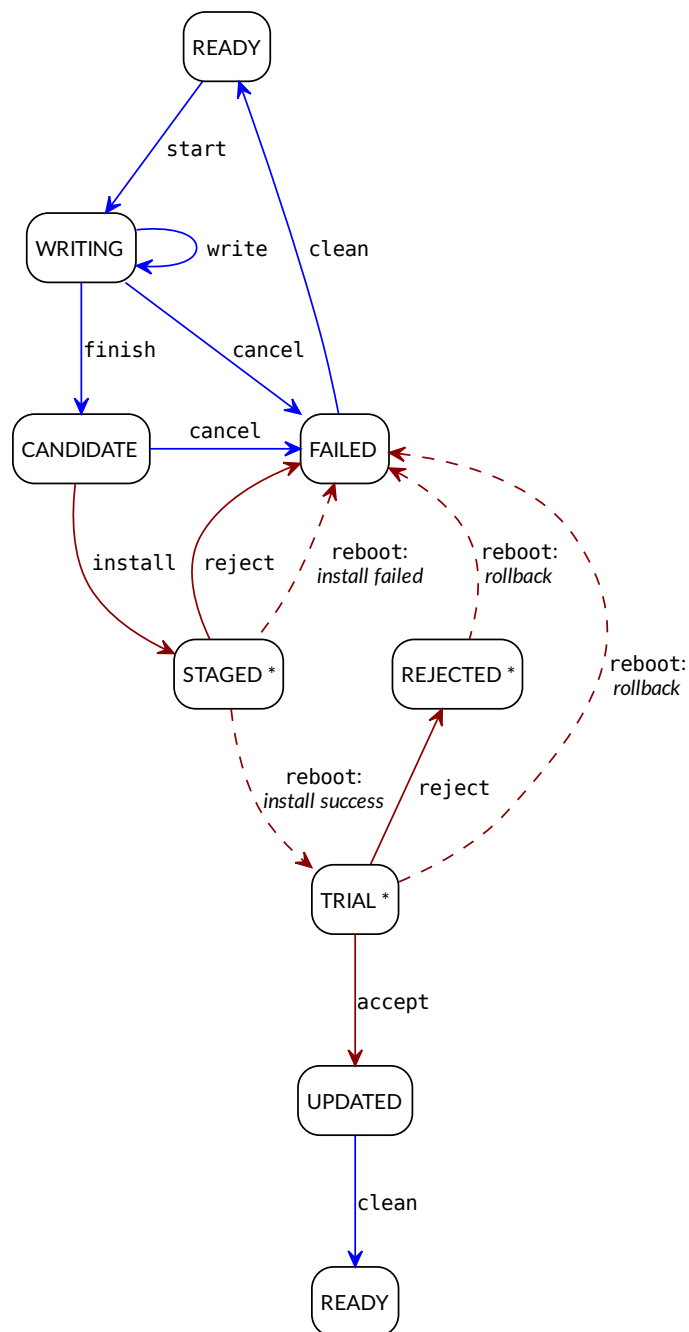 READY
start
WRITING
write
clean
finish
cancel
CANDIDATE
cancel
FAILED
install
reject
reboot:
install failed
reboot:
rollback
STAGED *
REJECTED *
reboot:
rollback
reboot:
install success
reject
TRIAL *
accept
UPDATED
clean
READY